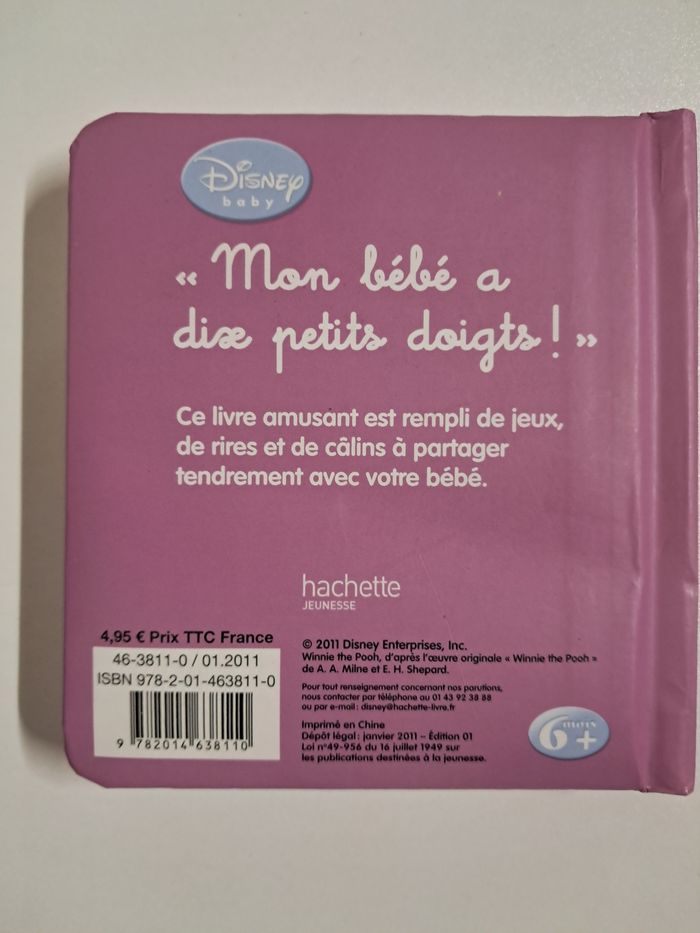 Disney
baby
« Mon bébé a
dix petits doigts ! »
Ce livre amusant est rempli de jeux,
de rires et de câlins à partager
tendrement avec votre bébé.
hachette
JEUNESSE
4,95 € Prix TTC France
46-3811-0 / 01.2011
ISBN 978-2-01-463811-0
9 782014 638110
© 2011 Disney Enterprises, Inc.
Winnie the Pooh, d'après l'œuvre originale « Winnie the Pooh »
de A. A. Milne et E. H. Shepard.
Pour tout renseignement concernant nos parutions,
nous contacter par téléphone au 01 43 92 38 88
ou par e-mail : disney@hachette-livre.fr.
Imprimé en Chine
Dépôt légal : janvier 2011 – Édition 01
Loi n°49-956 du 16 juillet 1949 sur
les publications destinées à la jeunesse.
6 mois +